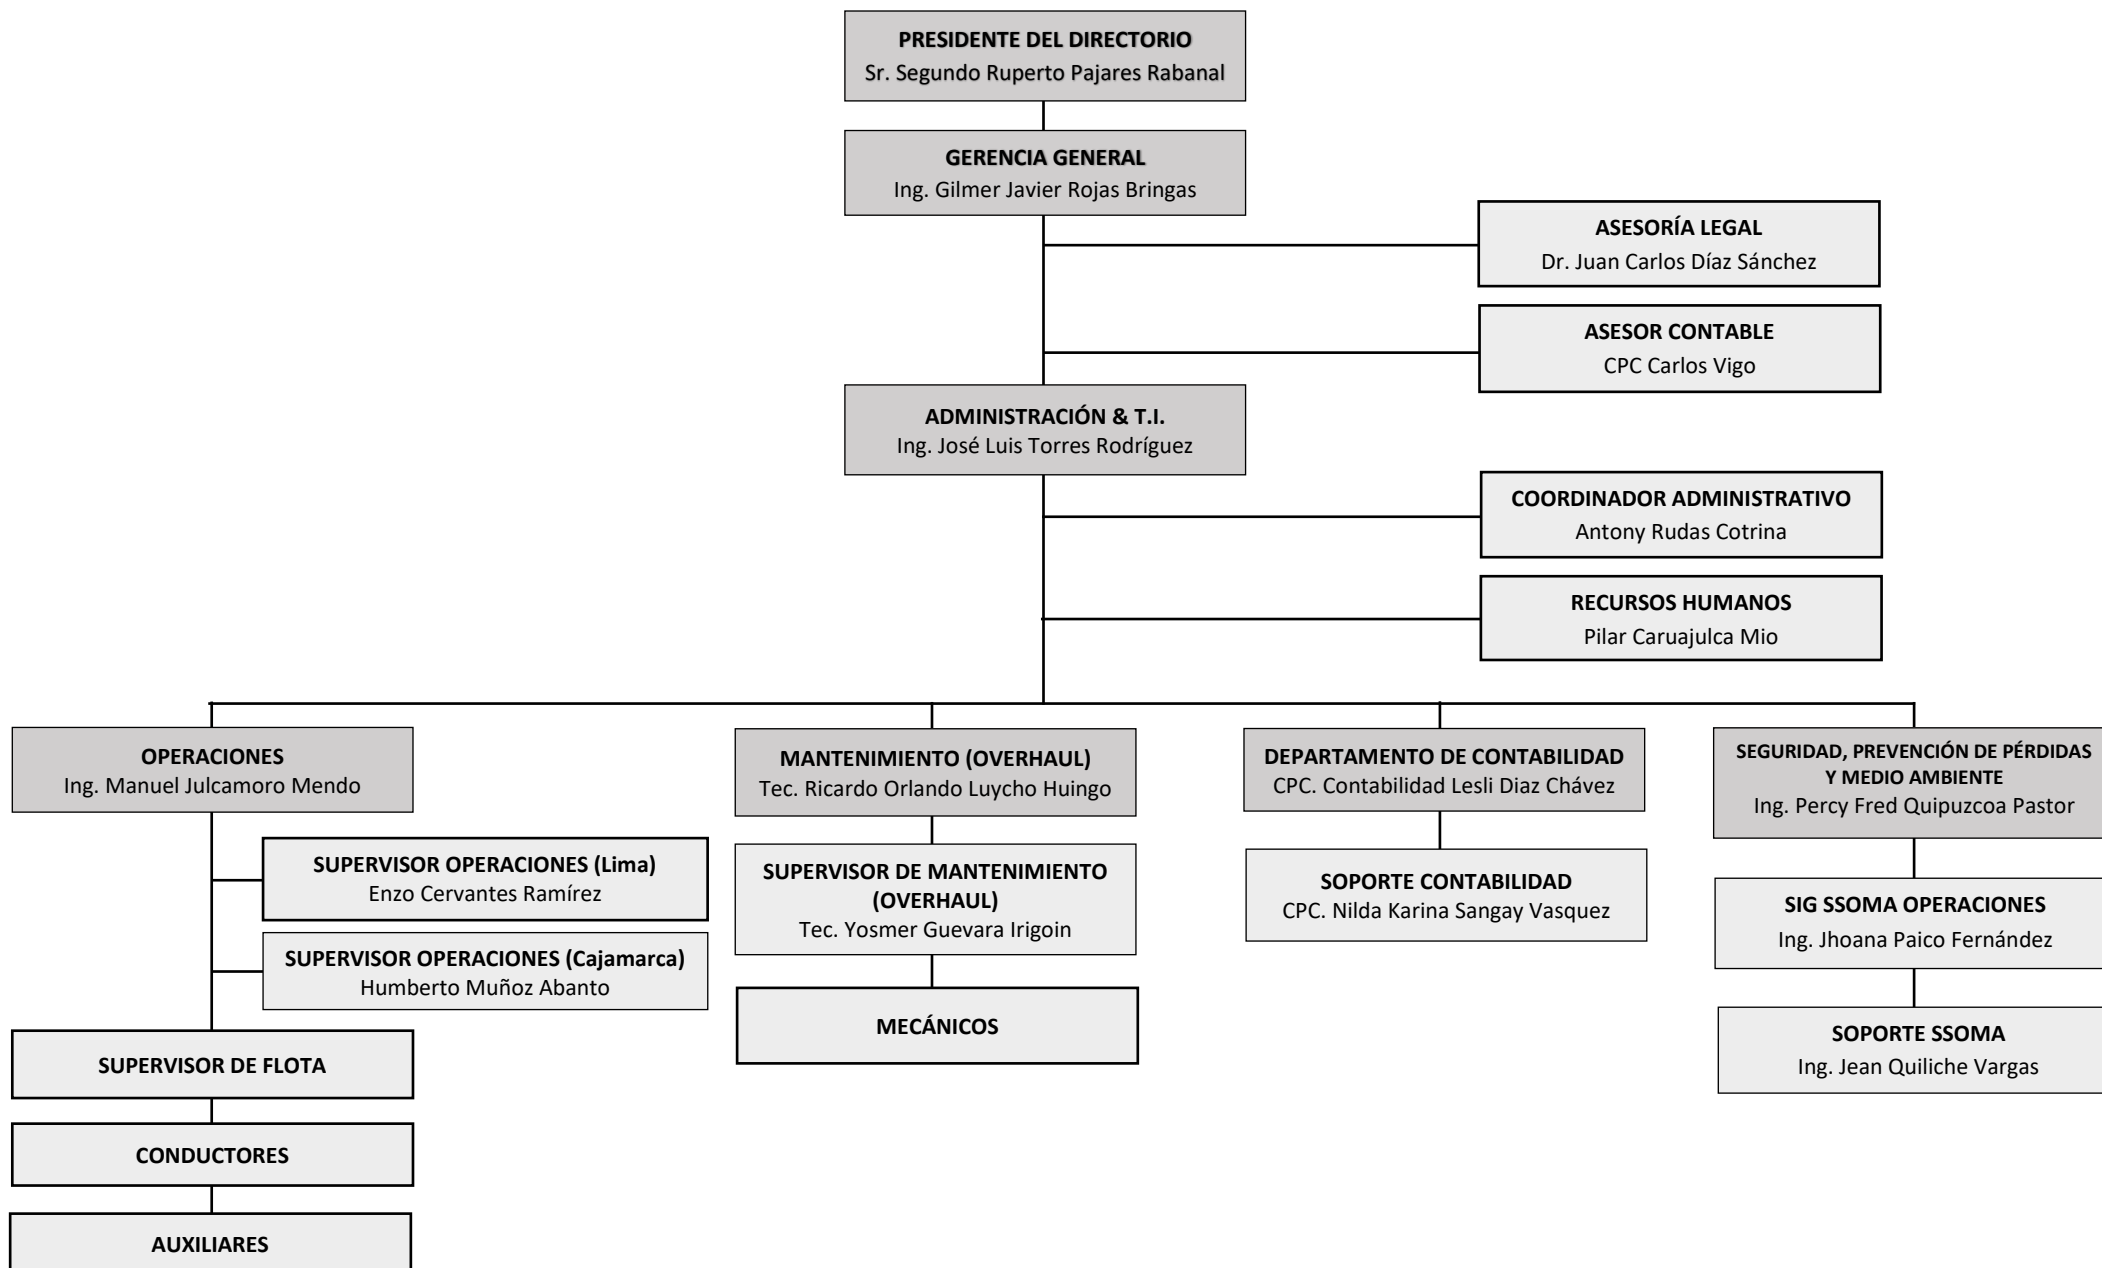 PRESIDENTE DEL DIRECTORIO
Sr. Segundo Ruperto Pajares Rabanal
GERENCIA GENERAL
Ing. Gilmer Javier Rojas Bringas
ASESORÍA LEGAL
Dr. Juan Carlos Díaz Sánchez
ASESOR CONTABLE
CPC Carlos Vigo
ADMINISTRACIÓN & T.I.
Ing. José Luis Torres Rodríguez
COORDINADOR ADMINISTRATIVO
Antony Rudas Cotrina
RECURSOS HUMANOS
Pilar Caruajulca Mio
OPERACIONES
Ing. Manuel Julcamoro Mendo
SUPERVISOR OPERACIONES (Lima)
Enzo Cervantes Ramírez
SUPERVISOR OPERACIONES (Cajamarca)
Humberto Muñoz Abanto
SUPERVISOR DE FLOTA
CONDUCTORES
AUXILIARES
MANTENIMIENTO (OVERHAUL)
Tec. Ricardo Orlando Luycho Huingo
SUPERVISOR DE MANTENIMIENTO
(OVERHAUL)
Tec. Yosmer Guevara Irigoin
MECÁNICOS
DEPARTAMENTO DE CONTABILIDAD
CPC. Contabilidad Lesli Diaz Chávez
SOPORTE CONTABILIDAD
CPC. Nilda Karina Sangay Vasquez
SEGURIDAD, PREVENCIÓN DE PÉRDIDAS
Y MEDIO AMBIENTE
Ing. Percy Fred Quipuzcoa Pastor
SIG SSOMA OPERACIONES
Ing. Jhoana Paico Fernández
SOPORTE SSOMA
Ing. Jean Quiliche Vargas